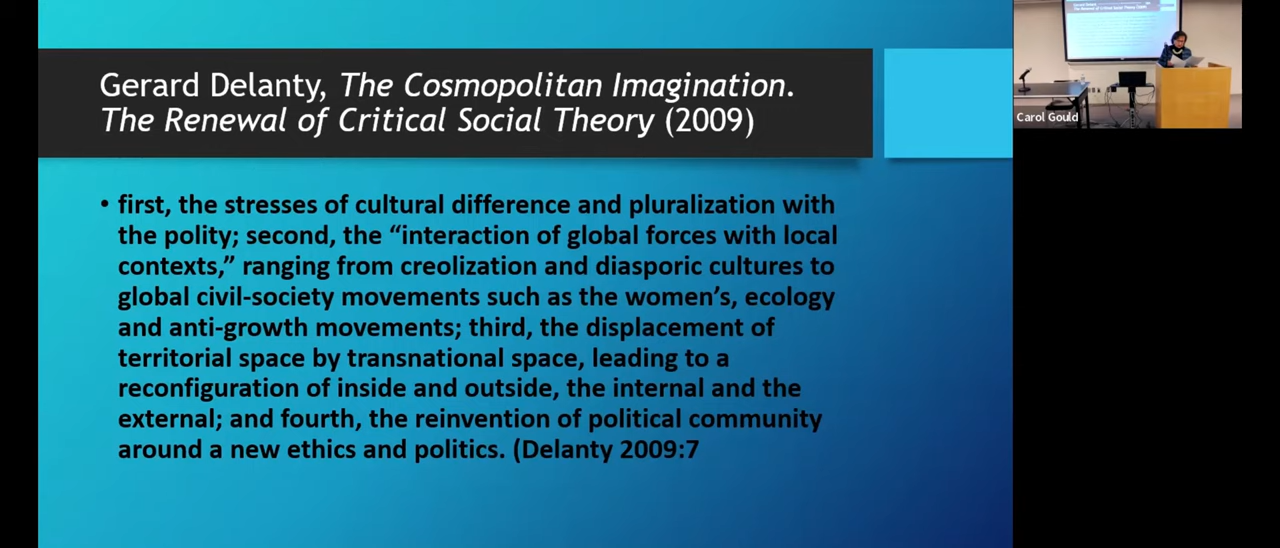 Gerard Delanty, The Cosmopolitan Imagination.
The Renewal of Critical Social Theory (2009)
• first, the stresses of cultural difference and pluralization with
the polity; second, the “interaction of global forces with local
contexts,” ranging from creolization and diasporic cultures to
global civil-society movements such as the women’s, ecology
and anti-growth movements; third, the displacement of
territorial space by transnational space, leading to a
reconfiguration of inside and outside, the internal and the
external; and fourth, the reinvention of political community
around a new ethics and politics. (Delanty 2009:7
Carol Gould